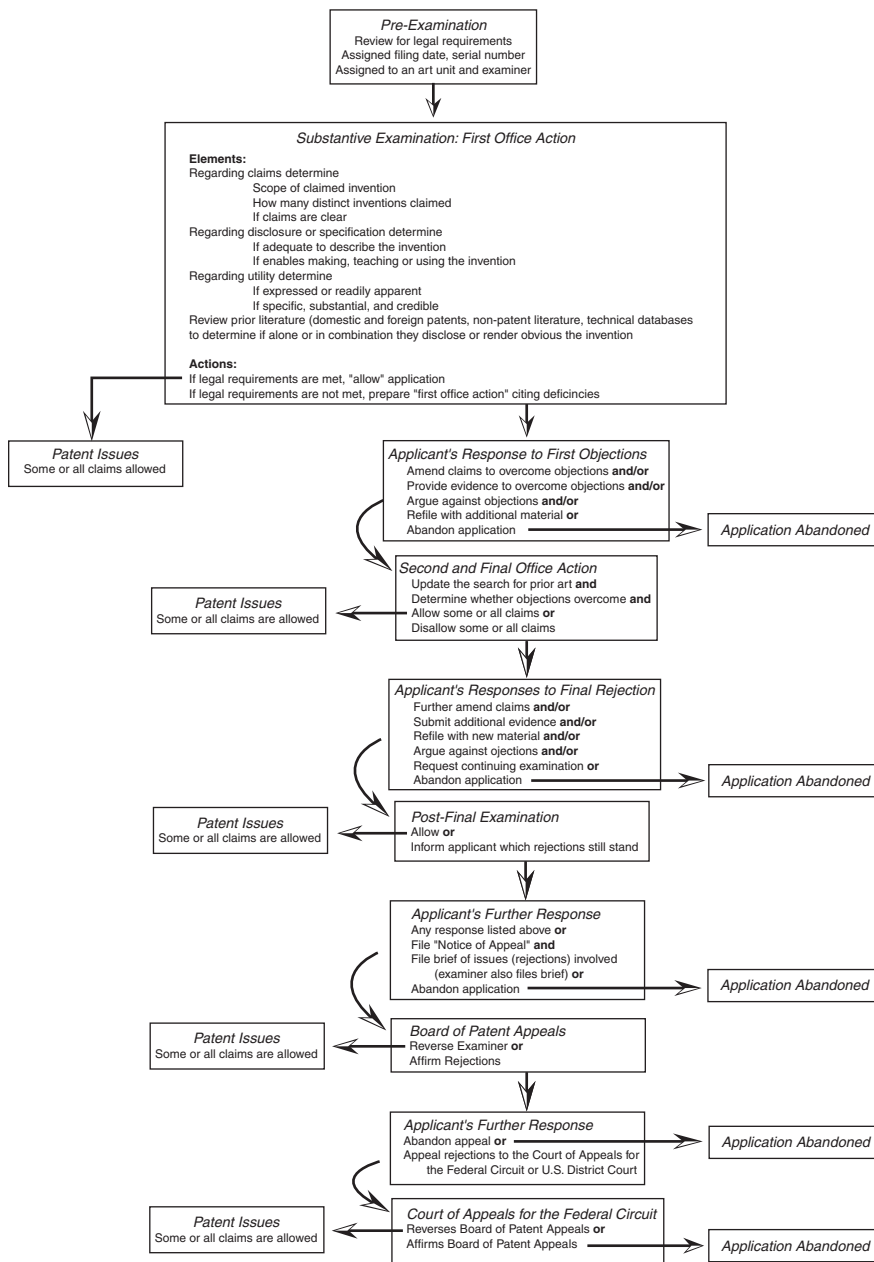 Pre-Examination
Review for legal requirements
Assigned filing date, serial number
Assigned to an art unit and examiner
Substantive Examination: First Office Action
Elements:
Regarding claims determine
Scope of claimed invention
How many distinct inventions claimed
If claims are clear
Regarding disclosure or specification determine
If adequate to describe the invention
If enables making, teaching or using the invention
Regarding utility determine
If expressed or readily apparent
If specific, substantial, and credible
Review prior literature (domestic and foreign patents, non-patent literature, technical databases
to determine if alone or in combination they disclose or render obvious the invention
Actions:
If legal requirements are met, "allow" application
If legal requirements are not met, prepare "first office action" citing deficincies
Patent Issues
Some or all claims allowed
Applicant's Response to First Objections
Amend claims to overcome objections and/or
Provide evidence to overcome objections and/or
Argue against objections and/or
Refile with additional material or
Abandon application
Application Abandoned
Second and Final Office Action
Update the search for prior art and
Determine whether objections overcome and
Allow some or all claims or
Disallow some or all claims
Patent Issues
Some or all claims are allowed
Applicant's Responses to Final Rejection
Further amend claims and/or
Submit additional evidence and/or
Refile with new material and/or
Argue against ojections and/or
Request continuing examination or
Abandon application
Application Abandoned
Post-Final Examination
Allow or
Inform applicant which rejections still stand
Patent Issues
Some or all claims are allowed
Applicant's Further Response
Any response listed above or
File "Notice of Appeal" and
File brief of issues (rejections) involved
(examiner also files brief) or
Abandon application
Application Abandoned
Board of Patent Appeals
Reverse Examiner or
Affirm Rejections
Patent Issues
Some or all claims are allowed
Applicant's Further Response
Abandon appeal or
Appeal rejections to the Court of Appeals for
the Federal Circuit or U.S. District Court
Application Abandoned
Court of Appeals for the Federal Circuit
Reverses Board of Patent Appeals or
Affirms Board of Patent Appeals
Patent Issues
Some or all claims are allowed
Application Abandoned